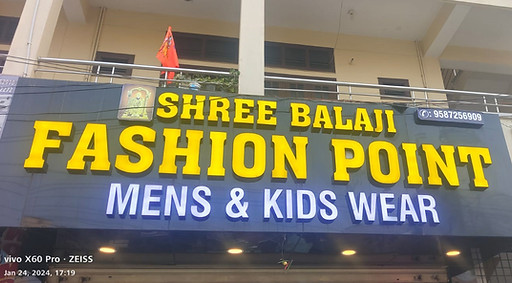 SHREE BALAJI
✆: 9587256909
FASHION POINT
MENS & KIDS WEAR
vivo X60 Pro · ZEISS
Jan 24, 2024, 17:19